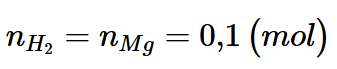 n_{H_2} = n_{Mg} = 0,1 (mol)